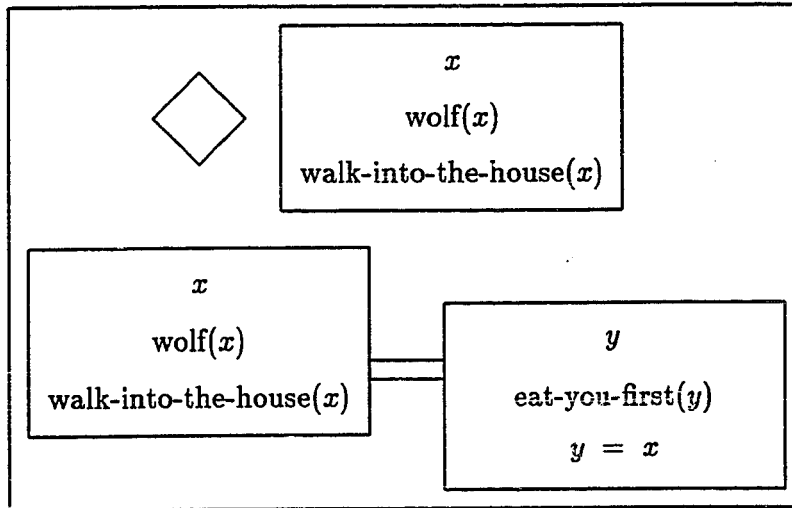 x
wolf(x)
walk-into-the-house(x)
x
wolf(x)
walk-into-the-house(x)
y
eat-you-first(y)
y = x